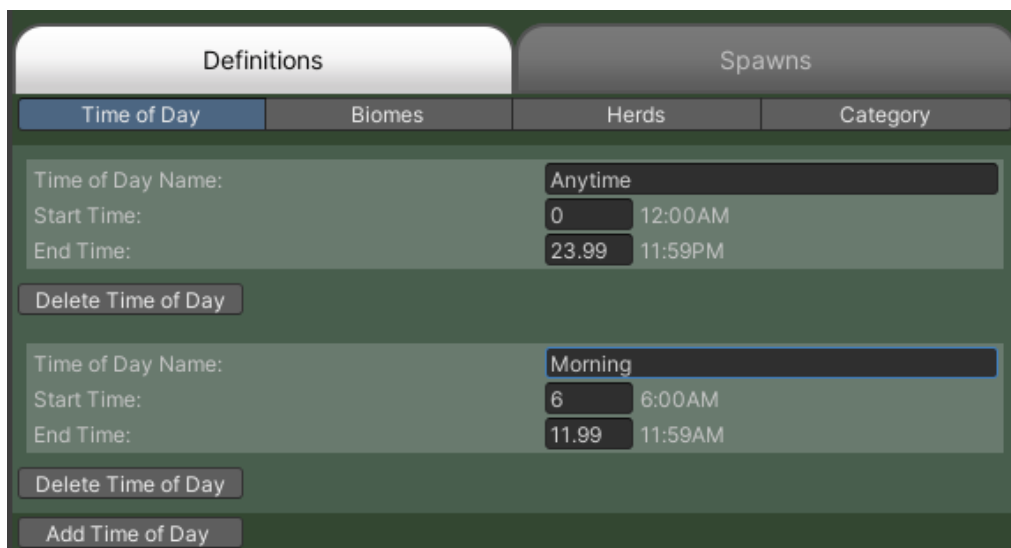 Definitions Spawns
Time of Day Biomes Herds Category
Time of Day Name: Anytime
Start Time: 0 12:00AM
End Time: 23.99 11:59PM
Delete Time of Day
Time of Day Name: Morning
Start Time: 6 6:00AM
End Time: 11.99 11:59AM
Delete Time of Day
Add Time of Day